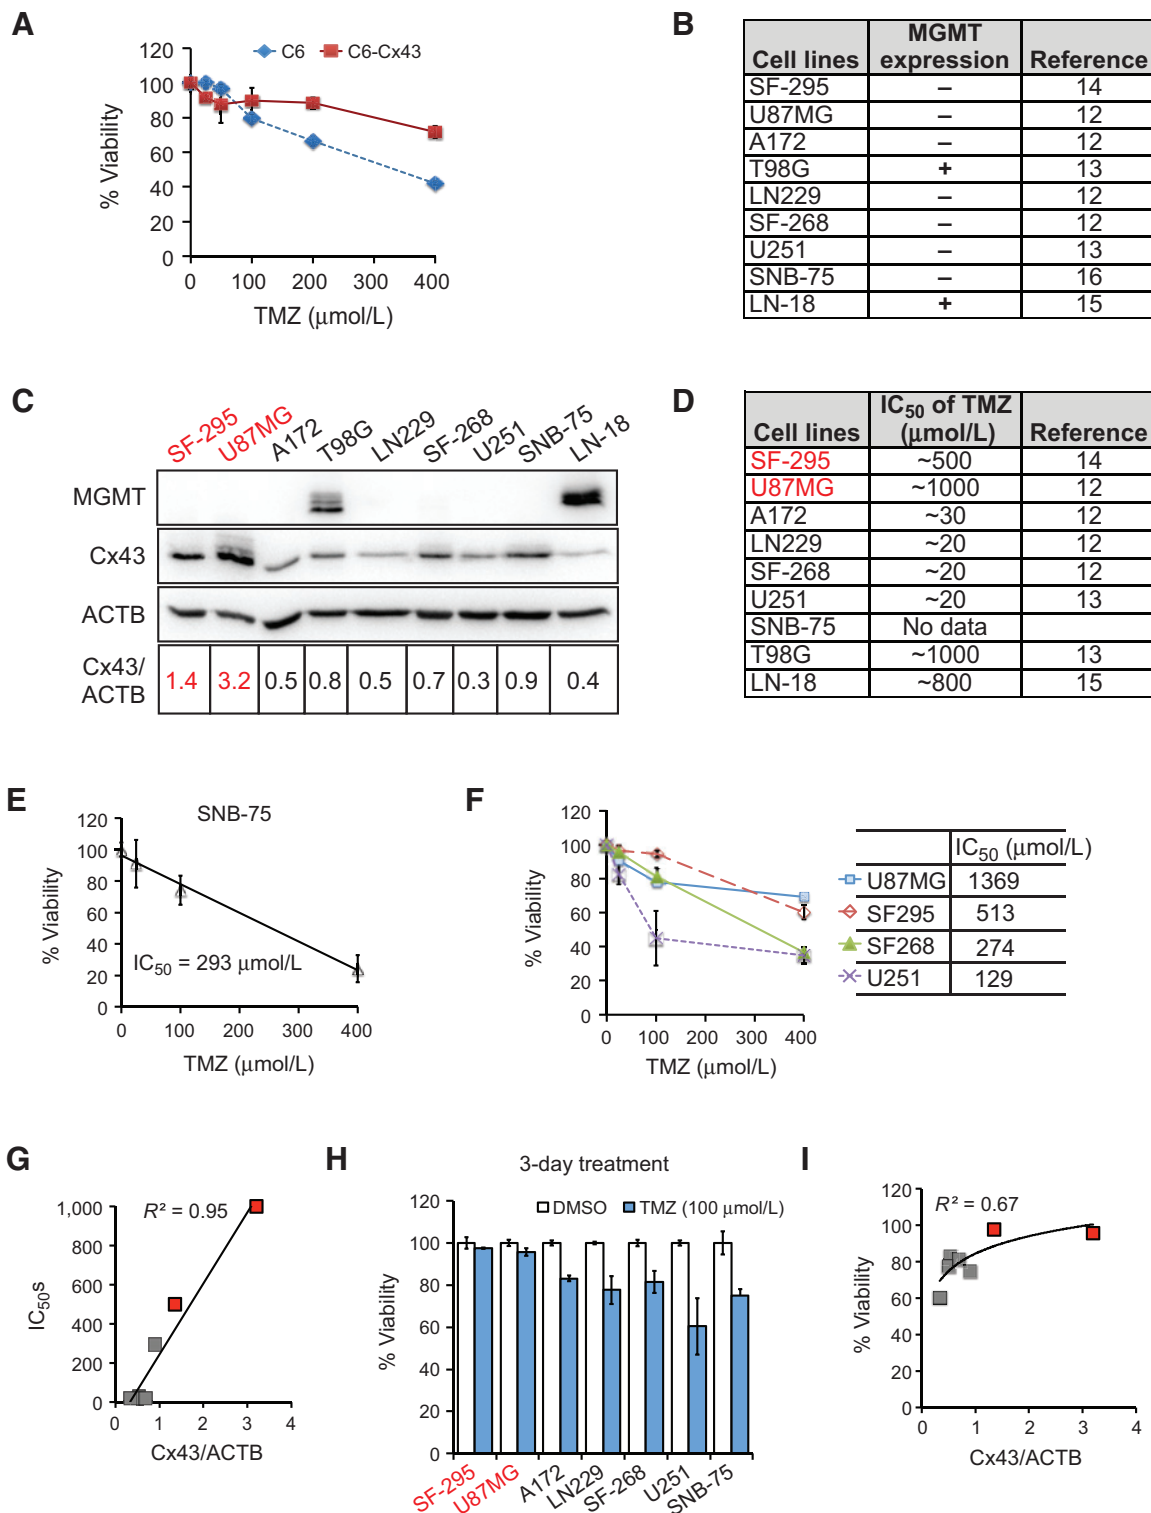 A
120
100
80
60
40
20
0
% Viability
C6
C6-Cx43
0
100
200
300
400
TMZ (μmol/L)
B
Cell lines
MGMT expression
Reference
SF-295 – 14
U87MG – 12
A172 – 12
T98G + 13
LN229 – 12
SF-268 – 12
U251 – 13
SNB-75 – 16
LN-18 + 15
C
SF-295
U87MG
A172
T98G
LN229
SF-268
U251
SNB-75
LN-18
MGMT
Cx43
ACTB
Cx43/
ACTB
1.4 3.2 0.5 0.8 0.5 0.7 0.3 0.9 0.4
D
Cell lines
IC50 of TMZ
(μmol/L)
Reference
SF-295 ~500 14
U87MG ~1000 12
A172 ~30 12
LN229 ~20 12
SF-268 ~20 12
U251 ~20 13
SNB-75 No data
T98G ~1000 13
LN-18 ~800 15
E
SNB-75
120
100
80
60
40
20
0
% Viability
IC50 = 293 μmol/L
0
100
200
300
400
TMZ (μmol/L)
F
120
100
80
60
40
20
0
% Viability
0
100
200
300
400
TMZ (μmol/L)
IC50 (μmol/L)
U87MG 1369
SF295 513
SF268 274
U251 129
G
1,000
800
600
400
200
0
IC50s
R² = 0.95
0
1
2
3
4
Cx43/ACTB
H
3-day treatment
120
100
80
60
40
20
0
% Viability
DMSO
TMZ (100 μmol/L)
SF-295
U87MG
A172
LN229
SF-268
U251
SNB-75
I
120
100
80
60
40
20
0
% Viability
R² = 0.67
0
1
2
3
4
Cx43/ACTB